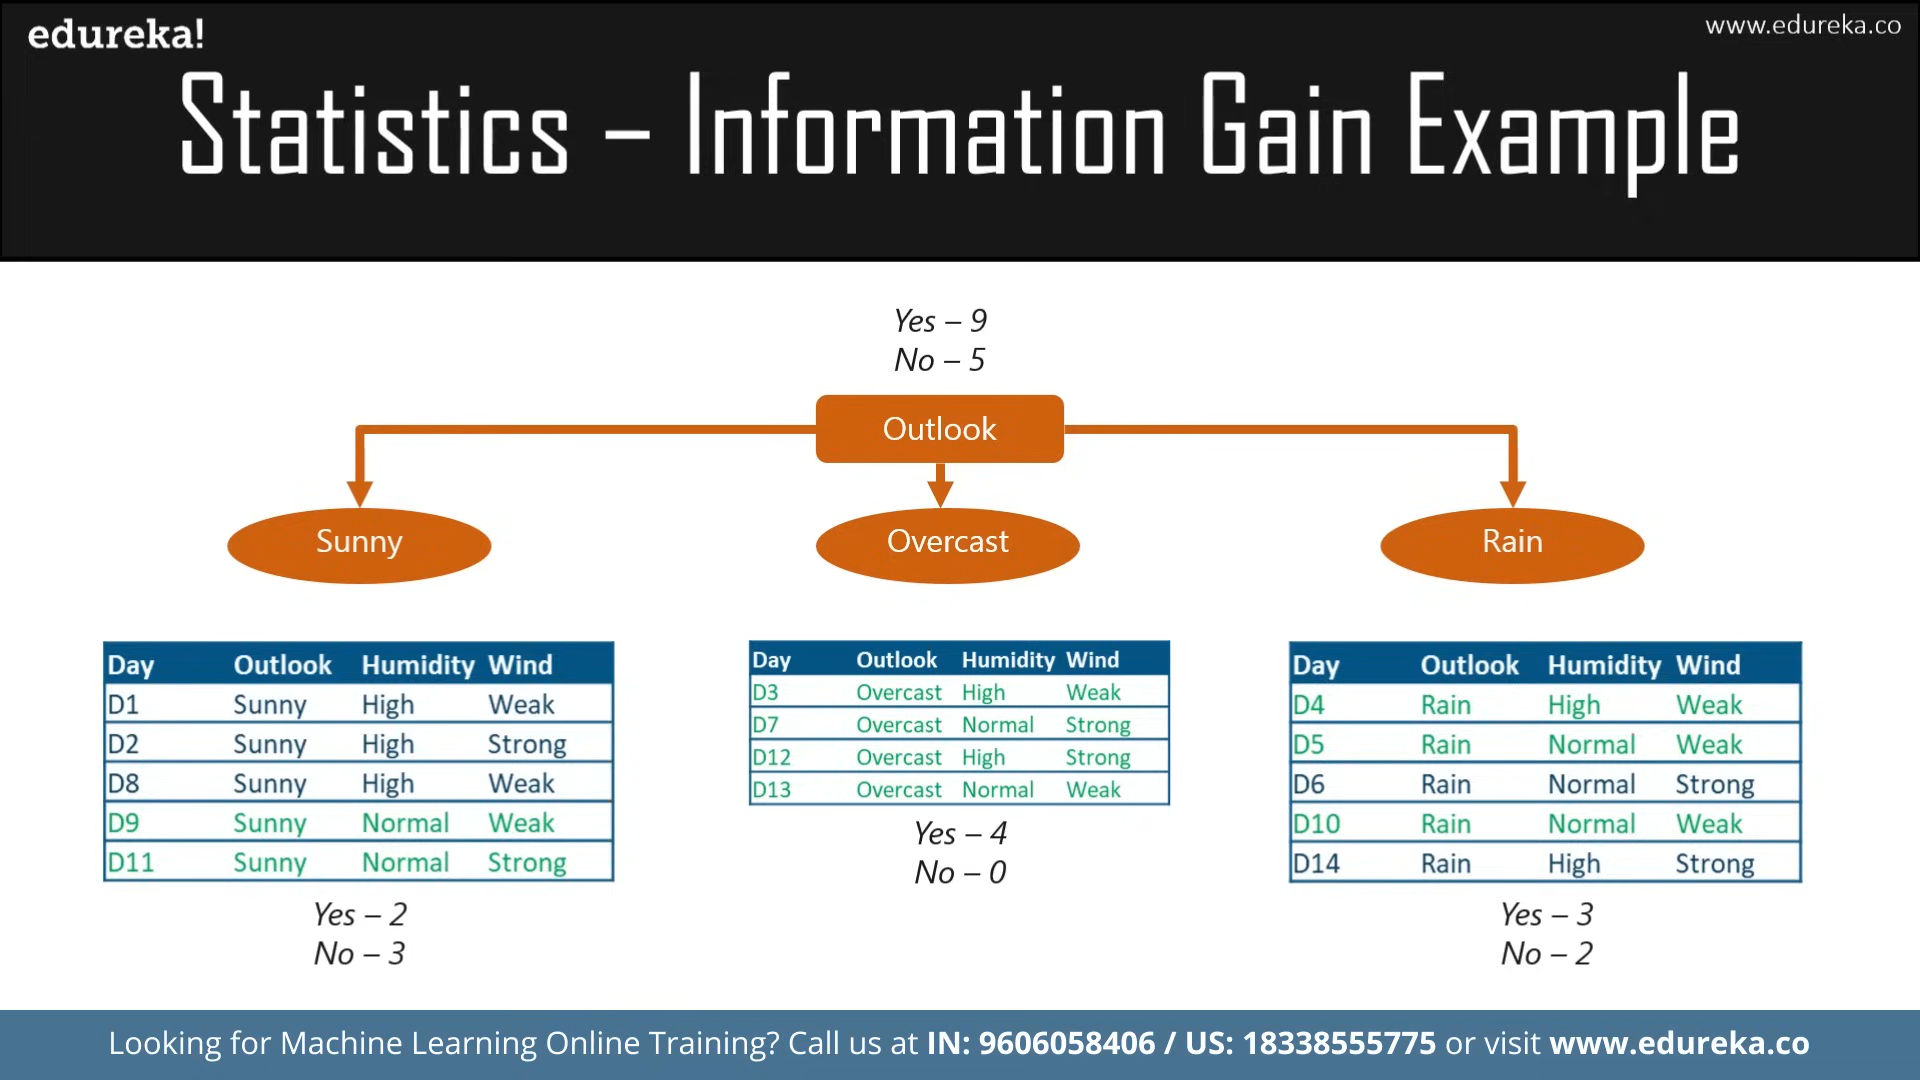 edureka!
www.edureka.co
Statistics – Information Gain Example
Yes – 9
No – 5
Outlook
Sunny
Overcast
Rain
Day Outlook Humidity Wind
D1 Sunny High Weak
D2 Sunny High Strong
D8 Sunny High Weak
D9 Sunny Normal Weak
D11 Sunny Normal Strong
Yes – 2
No – 3
Day Outlook Humidity Wind
D3 Overcast High Weak
D7 Overcast Normal Strong
D12 Overcast High Strong
D13 Overcast Normal Weak
Yes – 4
No – 0
Day Outlook Humidity Wind
D4 Rain High Weak
D5 Rain Normal Weak
D6 Rain Normal Strong
D10 Rain Normal Weak
D14 Rain High Strong
Yes – 3
No – 2
Looking for Machine Learning Online Training? Call us at IN: 9606058406 / US: 18338555775 or visit www.edureka.co